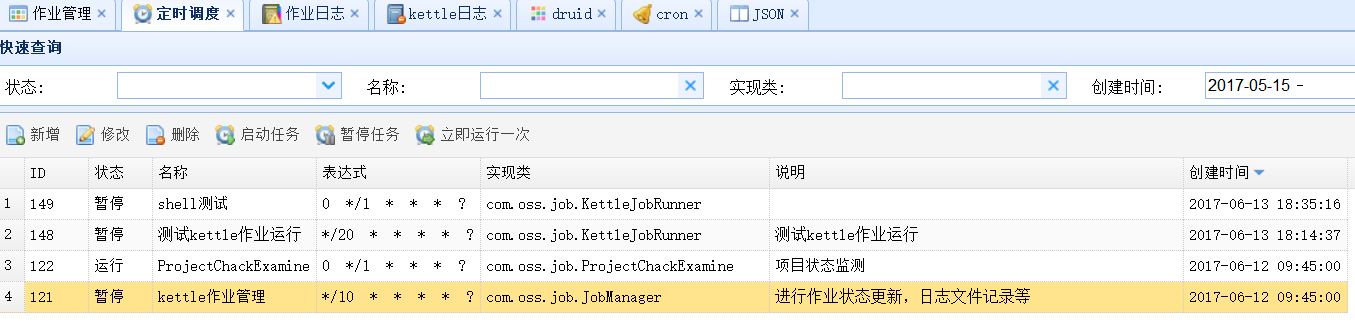 作业管理 定时调度 作业日志 kettle日志 druid cron JSON
快速查询
状态: 名称: 实现类: 创建时间: 2017-05-15 -
新增 修改 删除 启动任务 暂停任务 立即运行一次
ID 状态 名称 表达式 实现类 说明 创建时间
1 149 暂停 shell测试 0 */1 * * * ? com.oss.job.KettleJobRunner 2017-06-13 18:35:16
2 148 暂停 测试kettle作业运行 */20 * * * * ? com.oss.job.KettleJobRunner 测试kettle作业运行 2017-06-13 18:14:37
3 122 运行 ProjectChackExamine 0 */1 * * * ? com.oss.job.ProjectChackExamine 项目状态监测 2017-06-12 09:45:00
4 121 暂停 kettle作业管理 */10 * * * * ? com.oss.job.JobManager 进行作业状态更新，日志文件记录等 2017-06-12 09:45:00